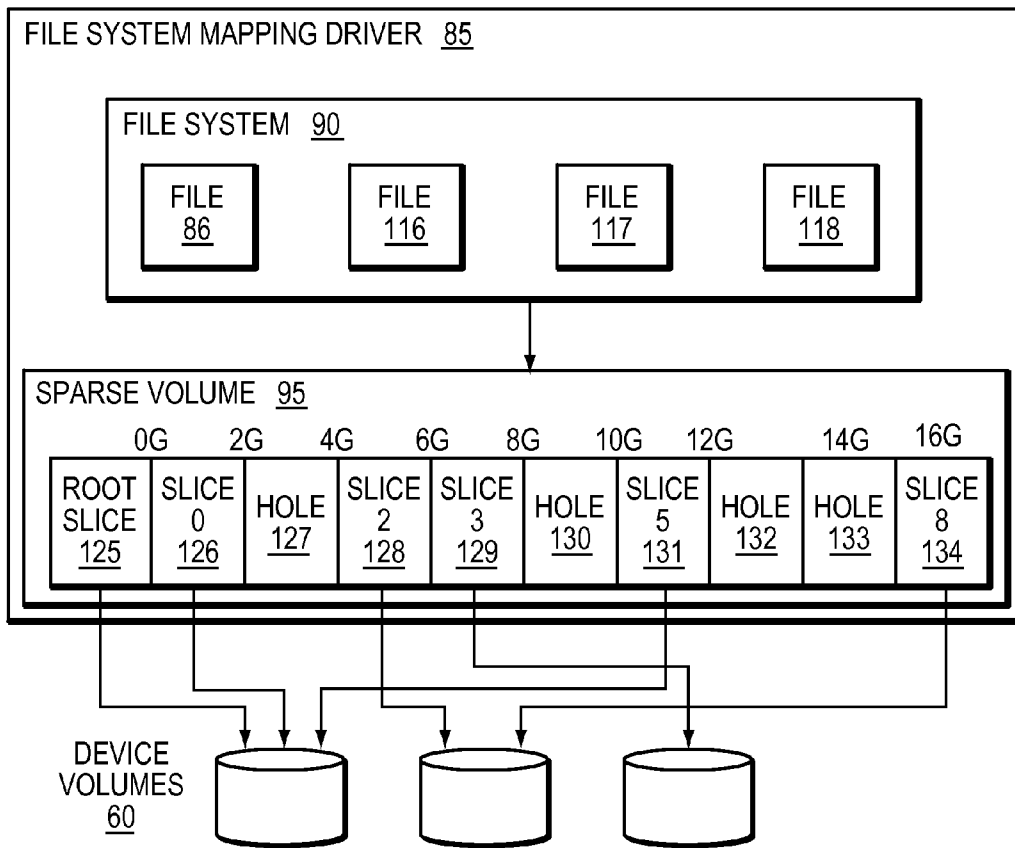 FILE SYSTEM MAPPING DRIVER 85
FILE SYSTEM 90
FILE
86
FILE
116
FILE
117
FILE
118
SPARSE VOLUME 95
0G 2G 4G 6G 8G 10G 12G 14G 16G
ROOT
SLICE
125
SLICE
0
126
HOLE
127
SLICE
2
128
SLICE
3
129
HOLE
130
SLICE
5
131
HOLE
132
HOLE
133
SLICE
8
134
DEVICE
VOLUMES
60